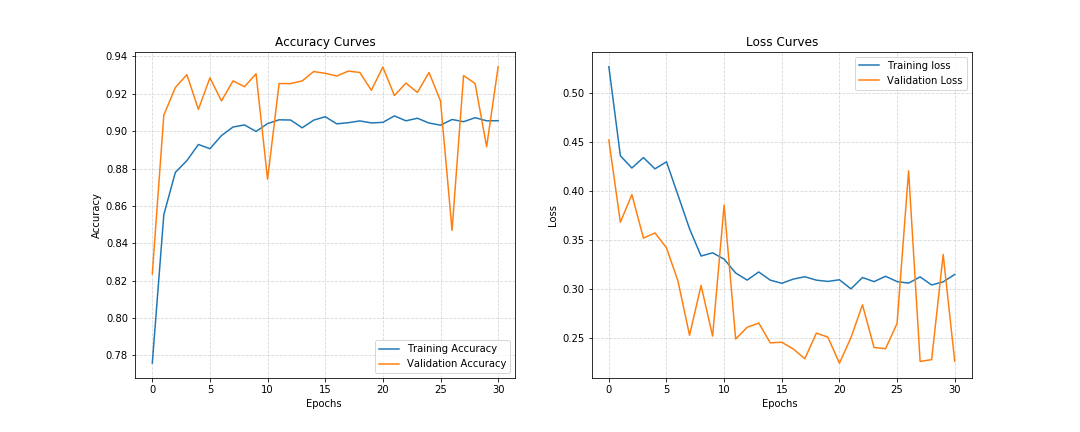 Accuracy Curves
0.94
0.92
0.90
0.88
0.86
0.84
0.82
0.80
0.78
Accuracy
0 5 10 15 20 25 30
Epochs
Training Accuracy
Validation Accuracy
Loss Curves
0.50
0.45
0.40
0.35
0.30
0.25
Loss
0 5 10 15 20 25 30
Epochs
Training loss
Validation Loss